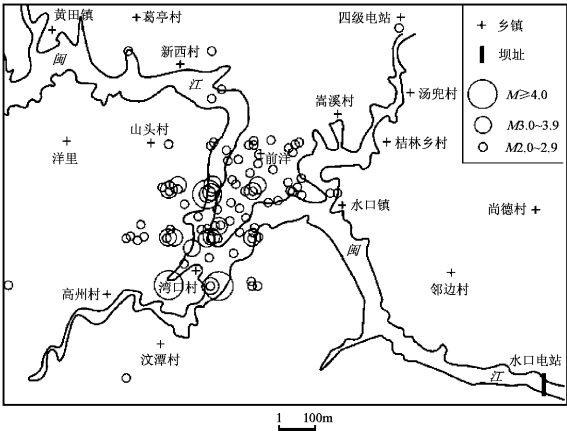 黄田镇
葛亭村
四级电站
乡镇
闽
新西村
坝址
江
汤兜村
M≥4.0
嵩溪村
M3.0~3.9
山头村
桔林乡村
M2.0~2.9
洋里
前洋
水口镇
尚德村
闽
邻边村
湾口村
高州村
汶潭村
水口电站
江
1 100m